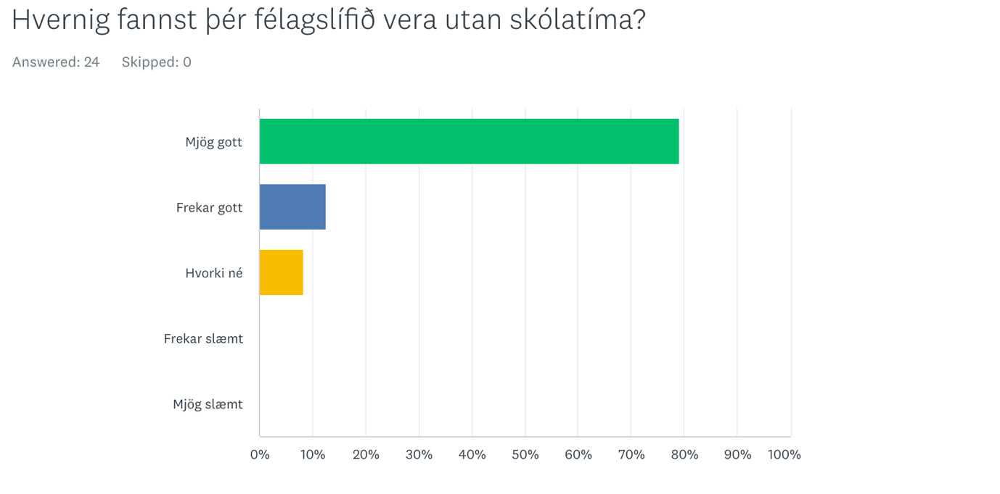 Hvernig fannst þér félagslífið vera utan skólatíma?
Answered: 24 Skipped: 0
Mjög gott
Frekar gott
Hvorki né
Frekar slæmt
Mjög slæmt
0% 10% 20% 30% 40% 50% 60% 70% 80% 90% 100%